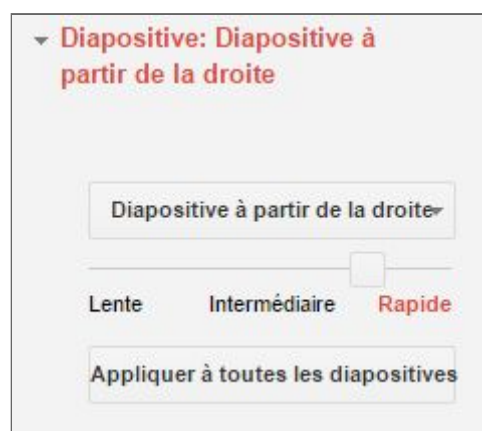 Diapositive: Diapositive à
partir de la droite
Diapositive à partir de la droite
Lente Intermédiaire Rapide
Appliquer à toutes les diapositives